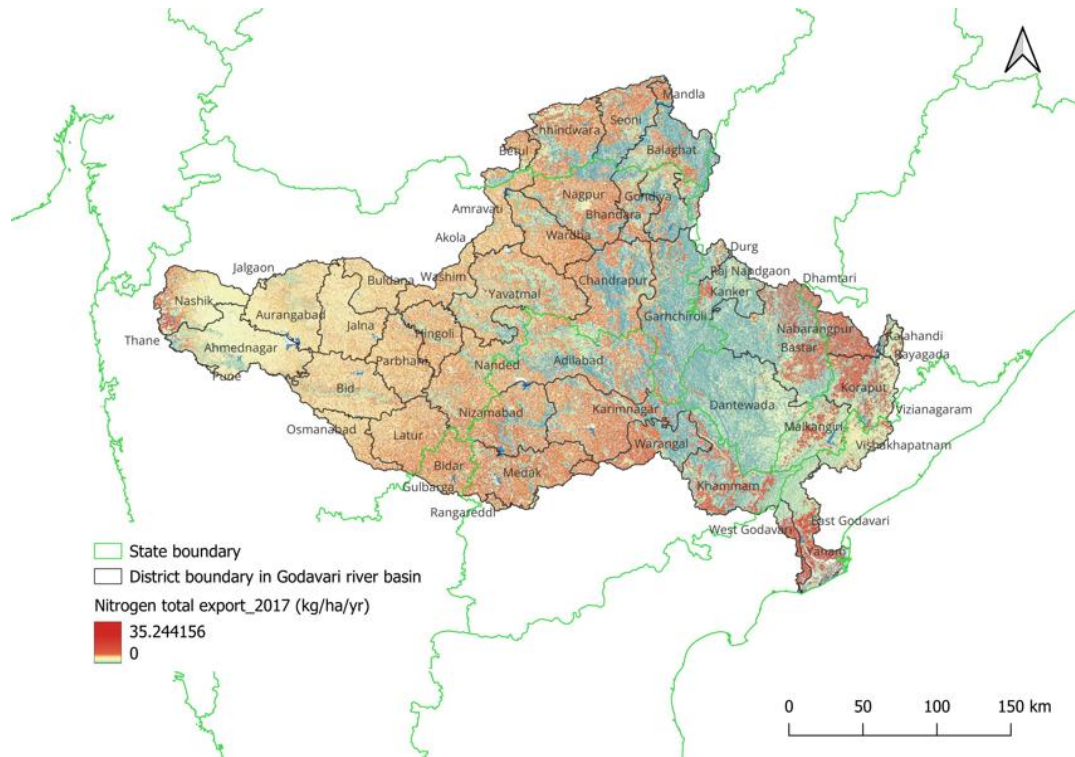 Mandla
Seoni
Chhindwara
Betul
Balaghat
Nagpur
Gondiya
Amravati
Bhandara
Akola
Wardha
Durg
Jalgaon
Buldana
Washim
Raj Nandgaon
Dhamtari
Chandrapur
Yavatmal
Kanker
Nashik
Aurangabad
Garhchiroli
Jalna
Hingoli
Nabarangpur
Kalahandi
Thane
Ahmednagar
Bastar
Rayagada
Parbhani
Nanded
Adilabad
Pune
Bid
Koraput
Dantewada
Nizamabad
Karimnagar
Vizianagaram
Osmanabad
Malkangiri
Latur
Warangal
Vishakhapatnam
Bidar
Medak
Gulbarga
Khammam
Rangareddi
East Godavari
West Godavari
Yanam
State boundary
District boundary in Godavari river basin
Nitrogen total export_2017 (kg/ha/yr)
35.244156
0
0 50 100 150 km